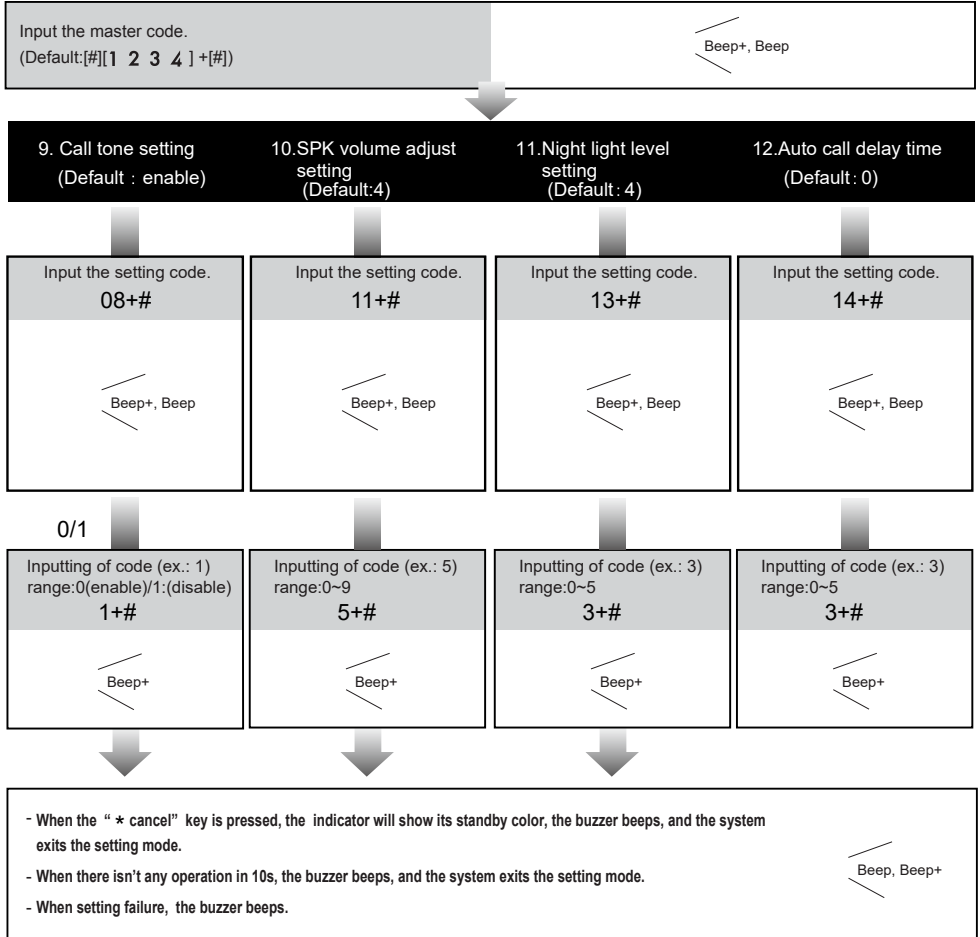 Input the master code.
(Default:[#][1 2 3 4 ] +[#])
Beep+, Beep
9. Call tone setting
(Default : enable)
10.SPK volume adjust
setting
(Default:4)
11.Night light level
setting
(Default: 4)
12.Auto call delay time
(Default: 0)
Input the setting code.
08+#
Beep+, Beep
Input the setting code.
11+#
Beep+, Beep
Input the setting code.
13+#
Beep+, Beep
Input the setting code.
14+#
Beep+, Beep
0/1
Inputting of code (ex.: 1)
range:0(enable)/1:(disable)
1+#
Beep+
Inputting of code (ex.: 5)
range:0~9
5+#
Beep+
Inputting of code (ex.: 3)
range:0~5
3+#
Beep+
Inputting of code (ex.: 3)
range:0~5
3+#
Beep+
- When the “ * cancel” key is pressed, the indicator will show its standby color, the buzzer beeps, and the system
exits the setting mode.
- When there isn’t any operation in 10s, the buzzer beeps, and the system exits the setting mode.
- When setting failure, the buzzer beeps.
Beep, Beep+